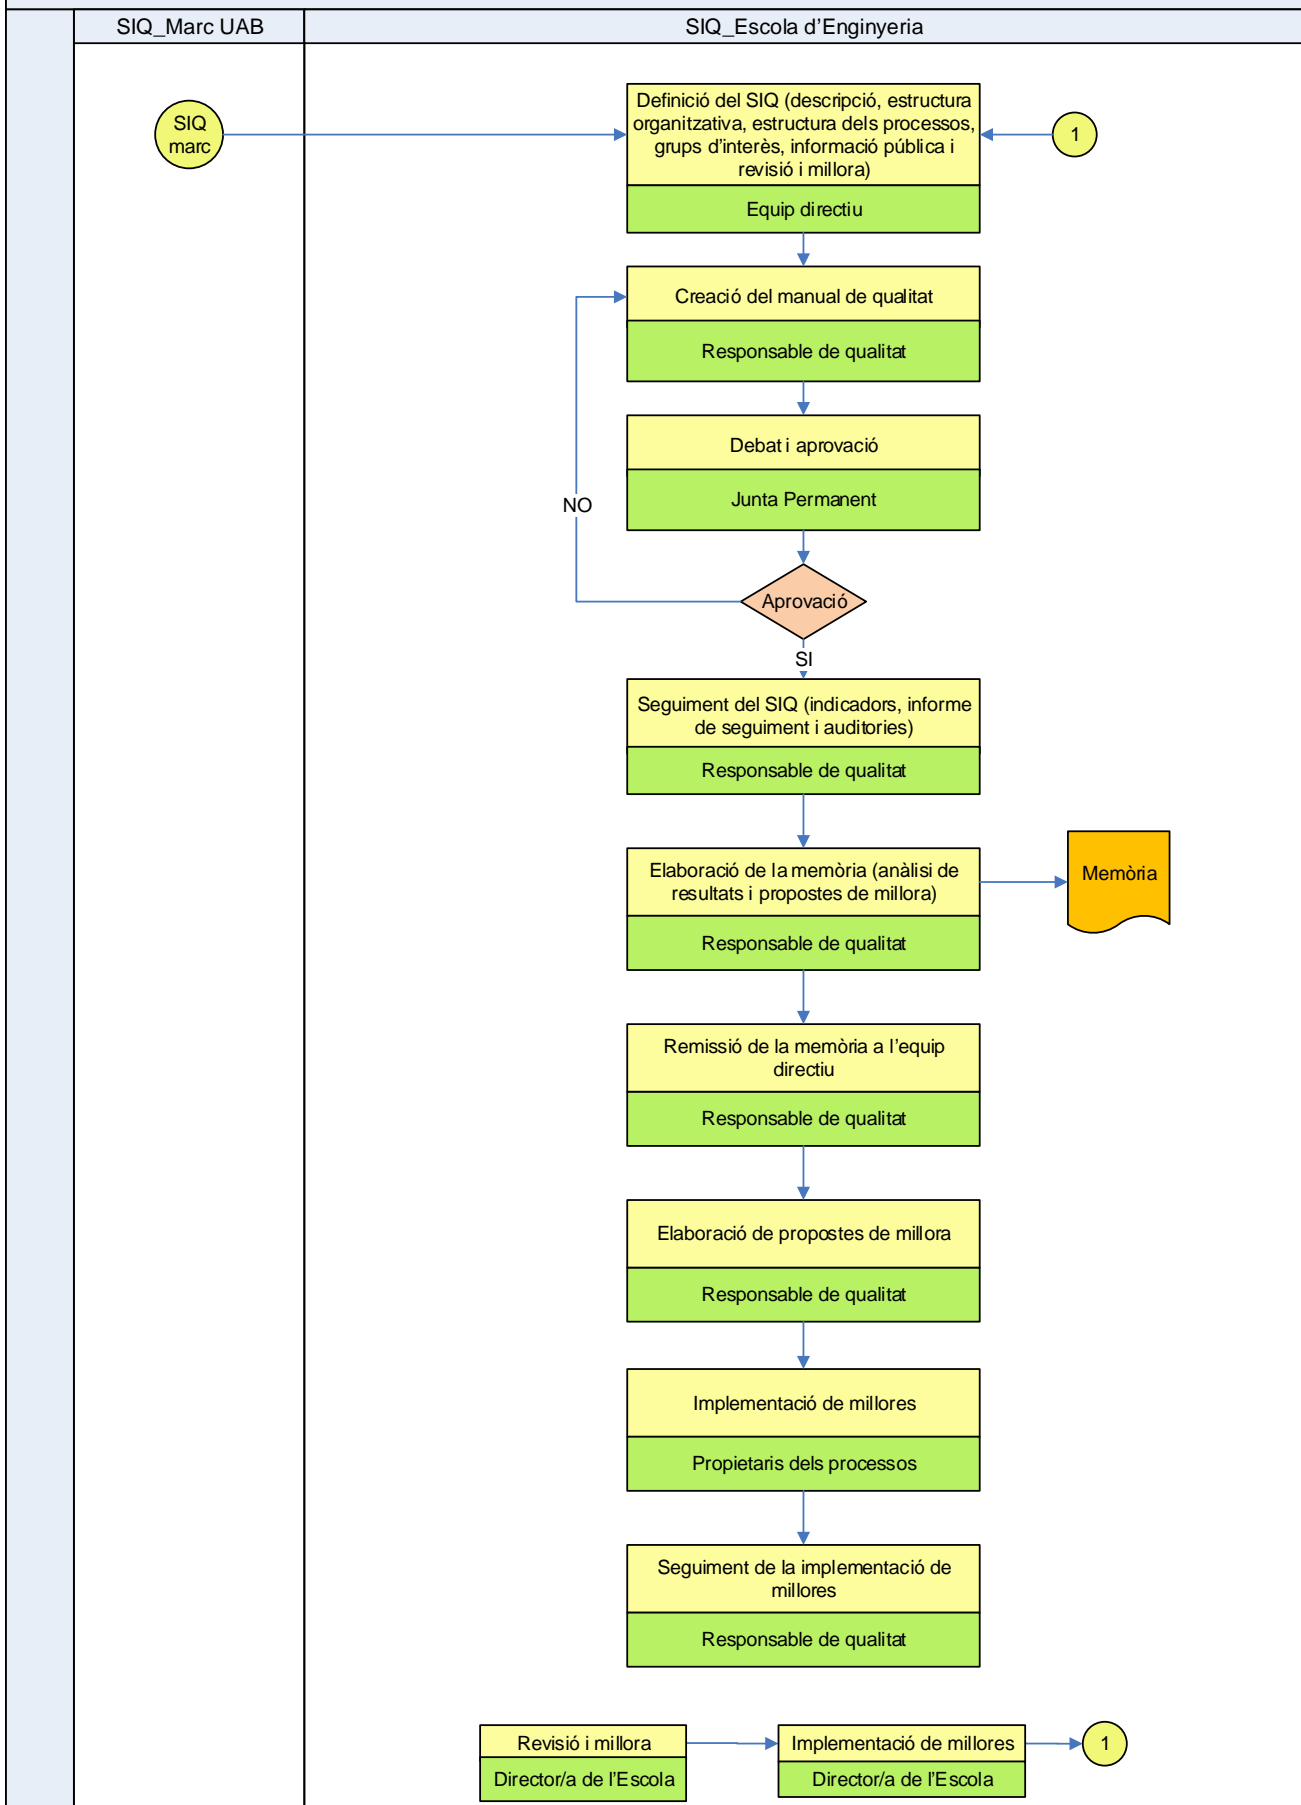 SIQ_Marc UAB
SIQ_Escola d'Enginyeria
SIQ
marc
Definició del SIQ (descripció, estructura
organitzativa, estructura dels processos,
grups d'interès, informació pública i
revisió i millora)
1
Equip directiu
Creació del manual de qualitat
Responsable de qualitat
Debat i aprovació
Junta Permanent
NO
Aprovació
SI
Seguiment del SIQ (indicadors, informe
de seguiment i auditories)
Responsable de qualitat
Elaboració de la memòria (anàlisi de
resultats i propostes de millora)
Memòria
Responsable de qualitat
Remissió de la memòria a l'equip
directiu
Responsable de qualitat
Elaboració de propostes de millora
Responsable de qualitat
Implementació de millores
Propietaris dels processos
Seguiment de la implementació de
millores
Responsable de qualitat
Revisió i millora
Director/a de l'Escola
Implementació de millores
Director/a de l'Escola
1